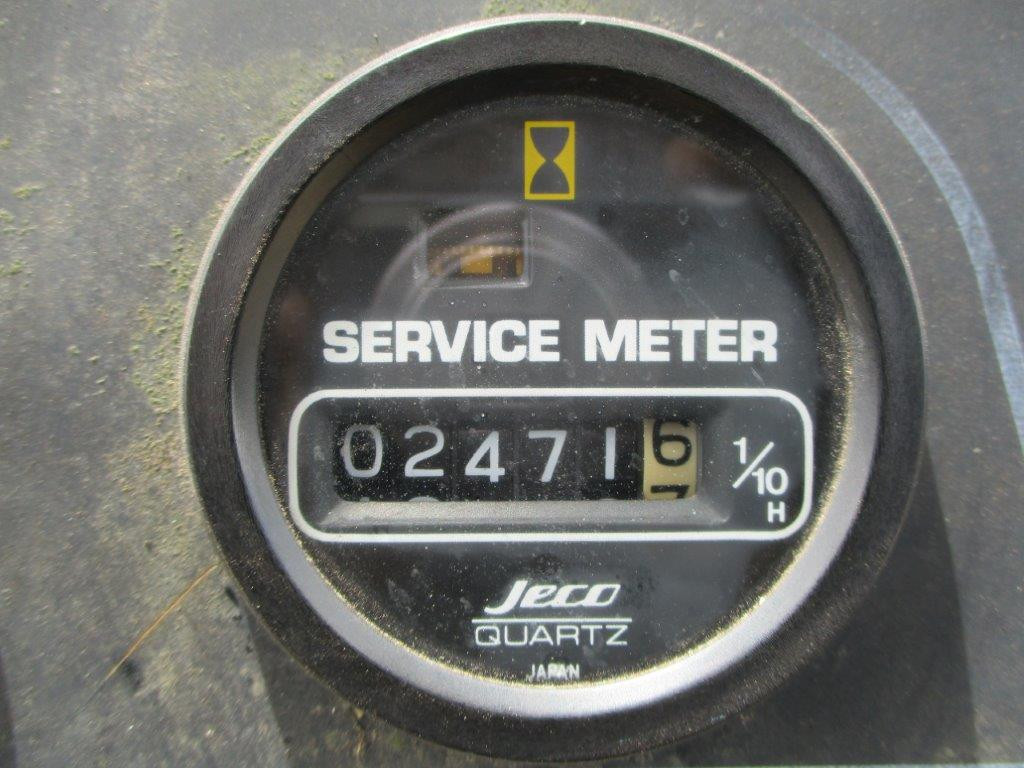 SERVICE METER
024716 1/10
H
Jeco
QUARTZ
JAPAN